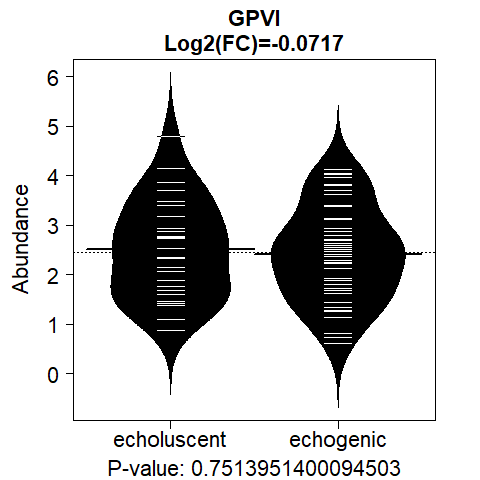 GPVI
Log2(FC)=-0.0717
Abundance
6
5
4
3
2
1
0
echoluscent echogenic
P-value: 0.7513951400094503